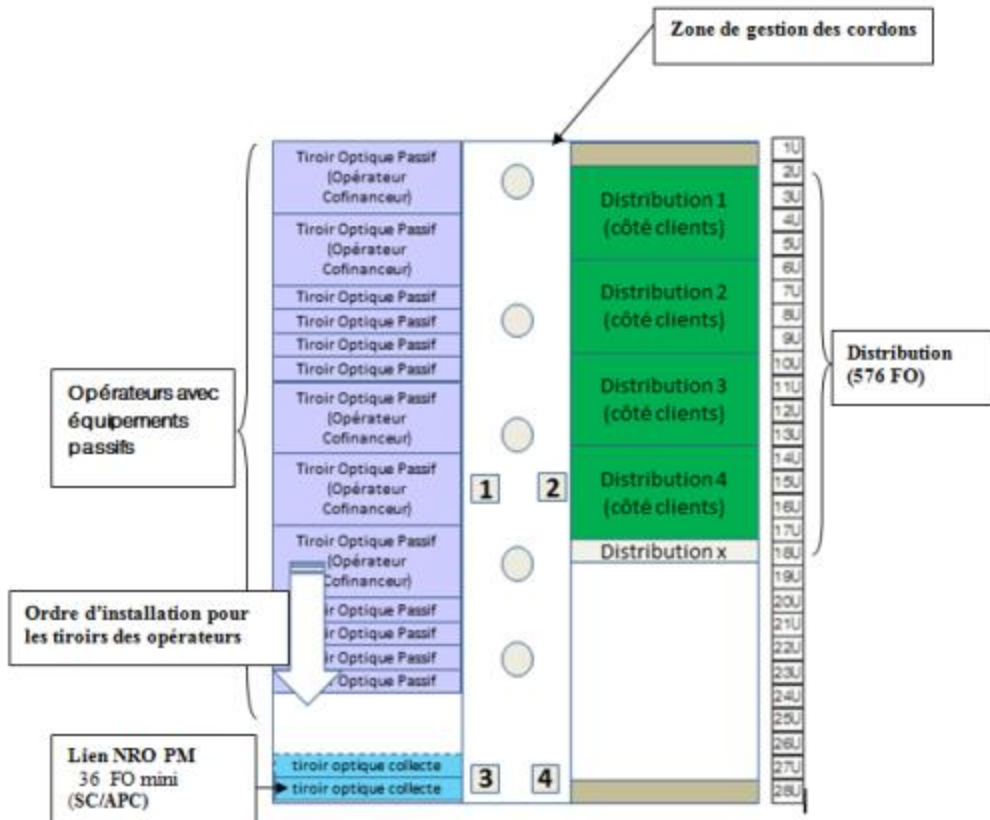 Zone de gestion des cordons
Tiroir Optique Passif
(Opérateur
Cofinanceur)
Tiroir Optique Passif
(Opérateur
Cofinanceur)
Tiroir Optique Passif
Tiroir Optique Passif
Tiroir Optique Passif
Tiroir Optique Passif
Tiroir Optique Passif
(Opérateur
Cofinanceur)
Tiroir Optique Passif
(Opérateur
Cofinanceur)
Tiroir Optique Passif
(Opérateur
Cofinanceur)
ir Optique Passif
ir Optique Passif
ir Optique Passif
r Optique Passif
tiroir optique collecte
tiroir optique collecte
Opérateurs avec
équipements
passifs
Ordre d'installation pour
les tiroirs des opérateurs
Lien NRO PM
36 FO mini
(SC/APC)
1
2
3
4
Distribution 1
(côté clients)
Distribution 2
(côté clients)
Distribution 3
(côté clients)
Distribution 4
(côté clients)
Distribution x
1U
2U
3U
4U
5U
6U
7U
8U
9U
10U
11U
12U
13U
14U
15U
16U
17U
18U
19U
20U
21U
22U
23U
24U
25U
26U
27U
28U
Distribution
(576 FO)